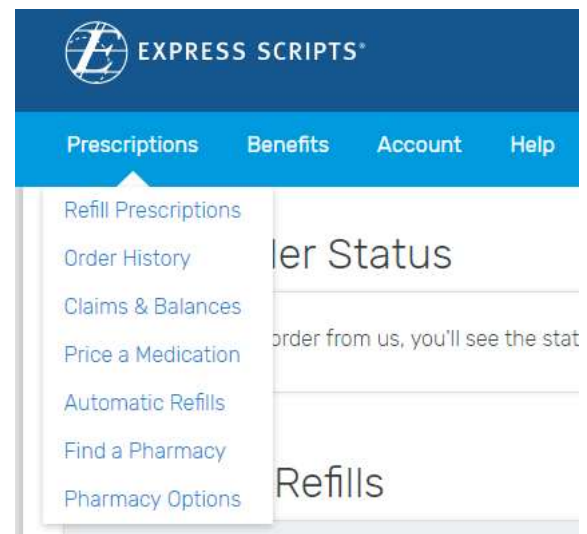 EXPRESS SCRIPTS®
Prescriptions Benefits Account Help
Refill Prescriptions
Order History
er Status
Claims & Balances
order from us, you'll see the stat
Price a Medication
Automatic Refills
Find a Pharmacy
Refills
Pharmacy Options